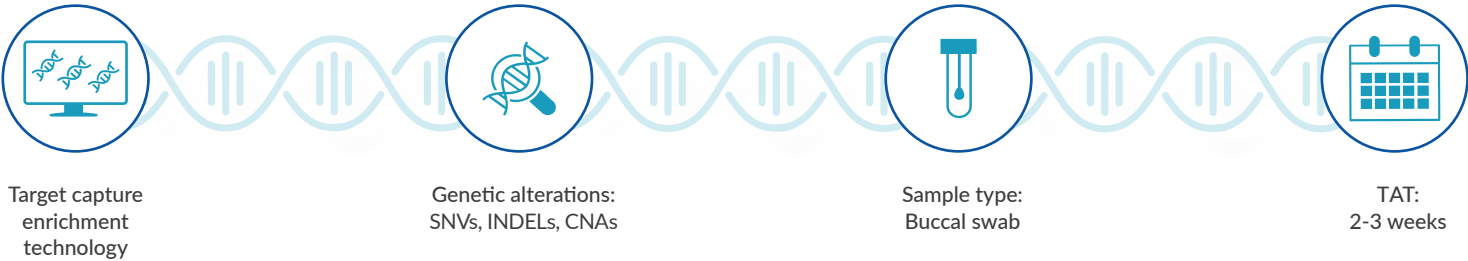 Target capture
enrichment
technology
Genetic alterations:
SNVs, INDELs, CNAs
Sample type:
Buccal swab
TAT:
2-3 weeks